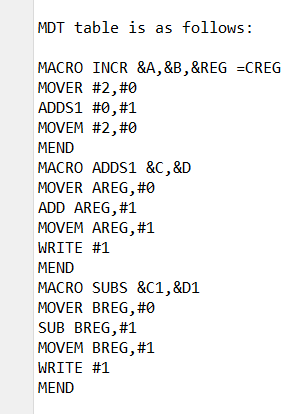 MDT table is as follows:
MACRO INCR &A,&B,&REG =CREG
MOVER #2,#0
ADDS1 #0,#1
MOVEM #2,#0
MEND
MACRO ADDS1 &C,&D
MOVER AREG,#0
ADD AREG,#1
MOVEM AREG,#1
WRITE #1
MEND
MACRO SUBS &C1,&D1
MOVER BREG,#0
SUB BREG,#1
MOVEM BREG,#1
WRITE #1
MEND